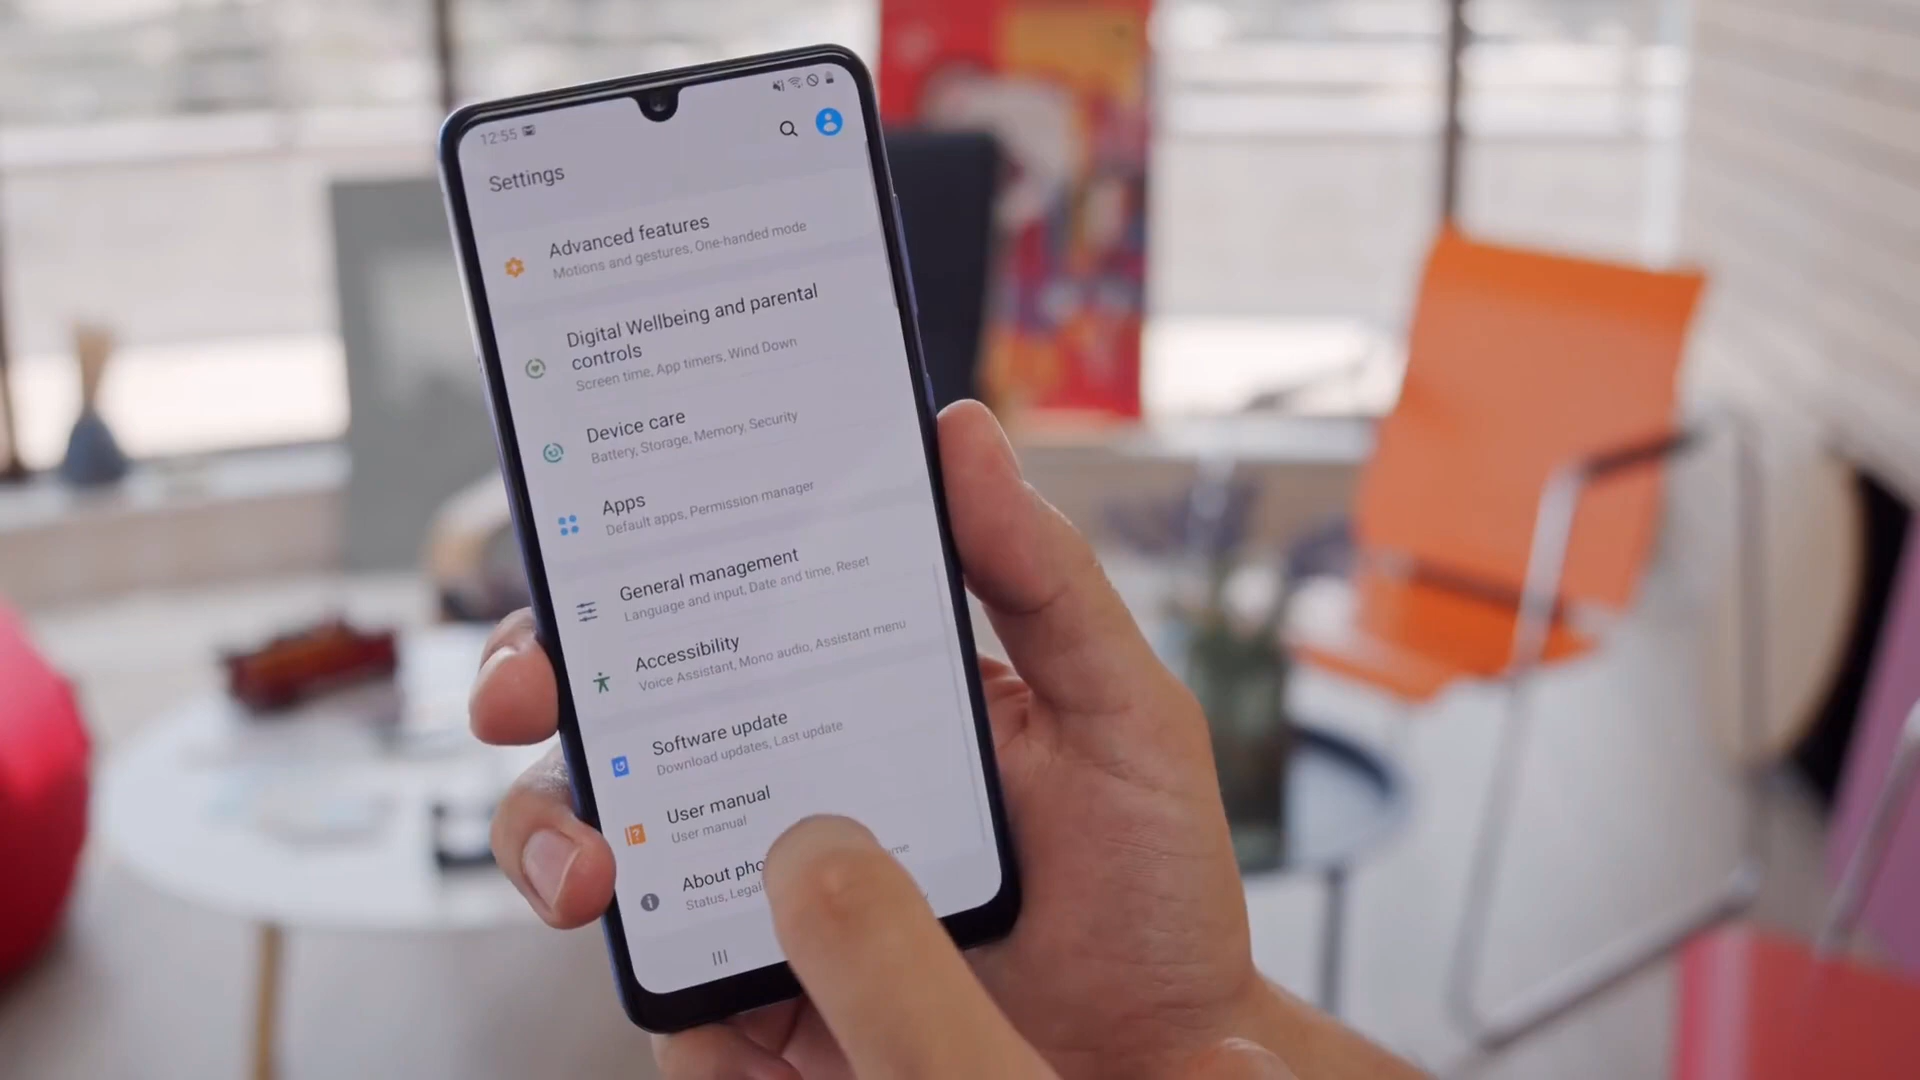 12:55
Settings
Advanced features
Motions and gestures, One-handed mode
Digital Wellbeing and parental
controls
Screen time, App timers, Wind Down
Device care
Battery, Storage, Memory, Security
Apps
Default apps, Permission manager
General management
Language and input, Date and time, Reset
Accessibility
Voice Assistant, Mono audio, Assistant menu
Software update
Download updates, Last update
User manual
User manual
About
Status,